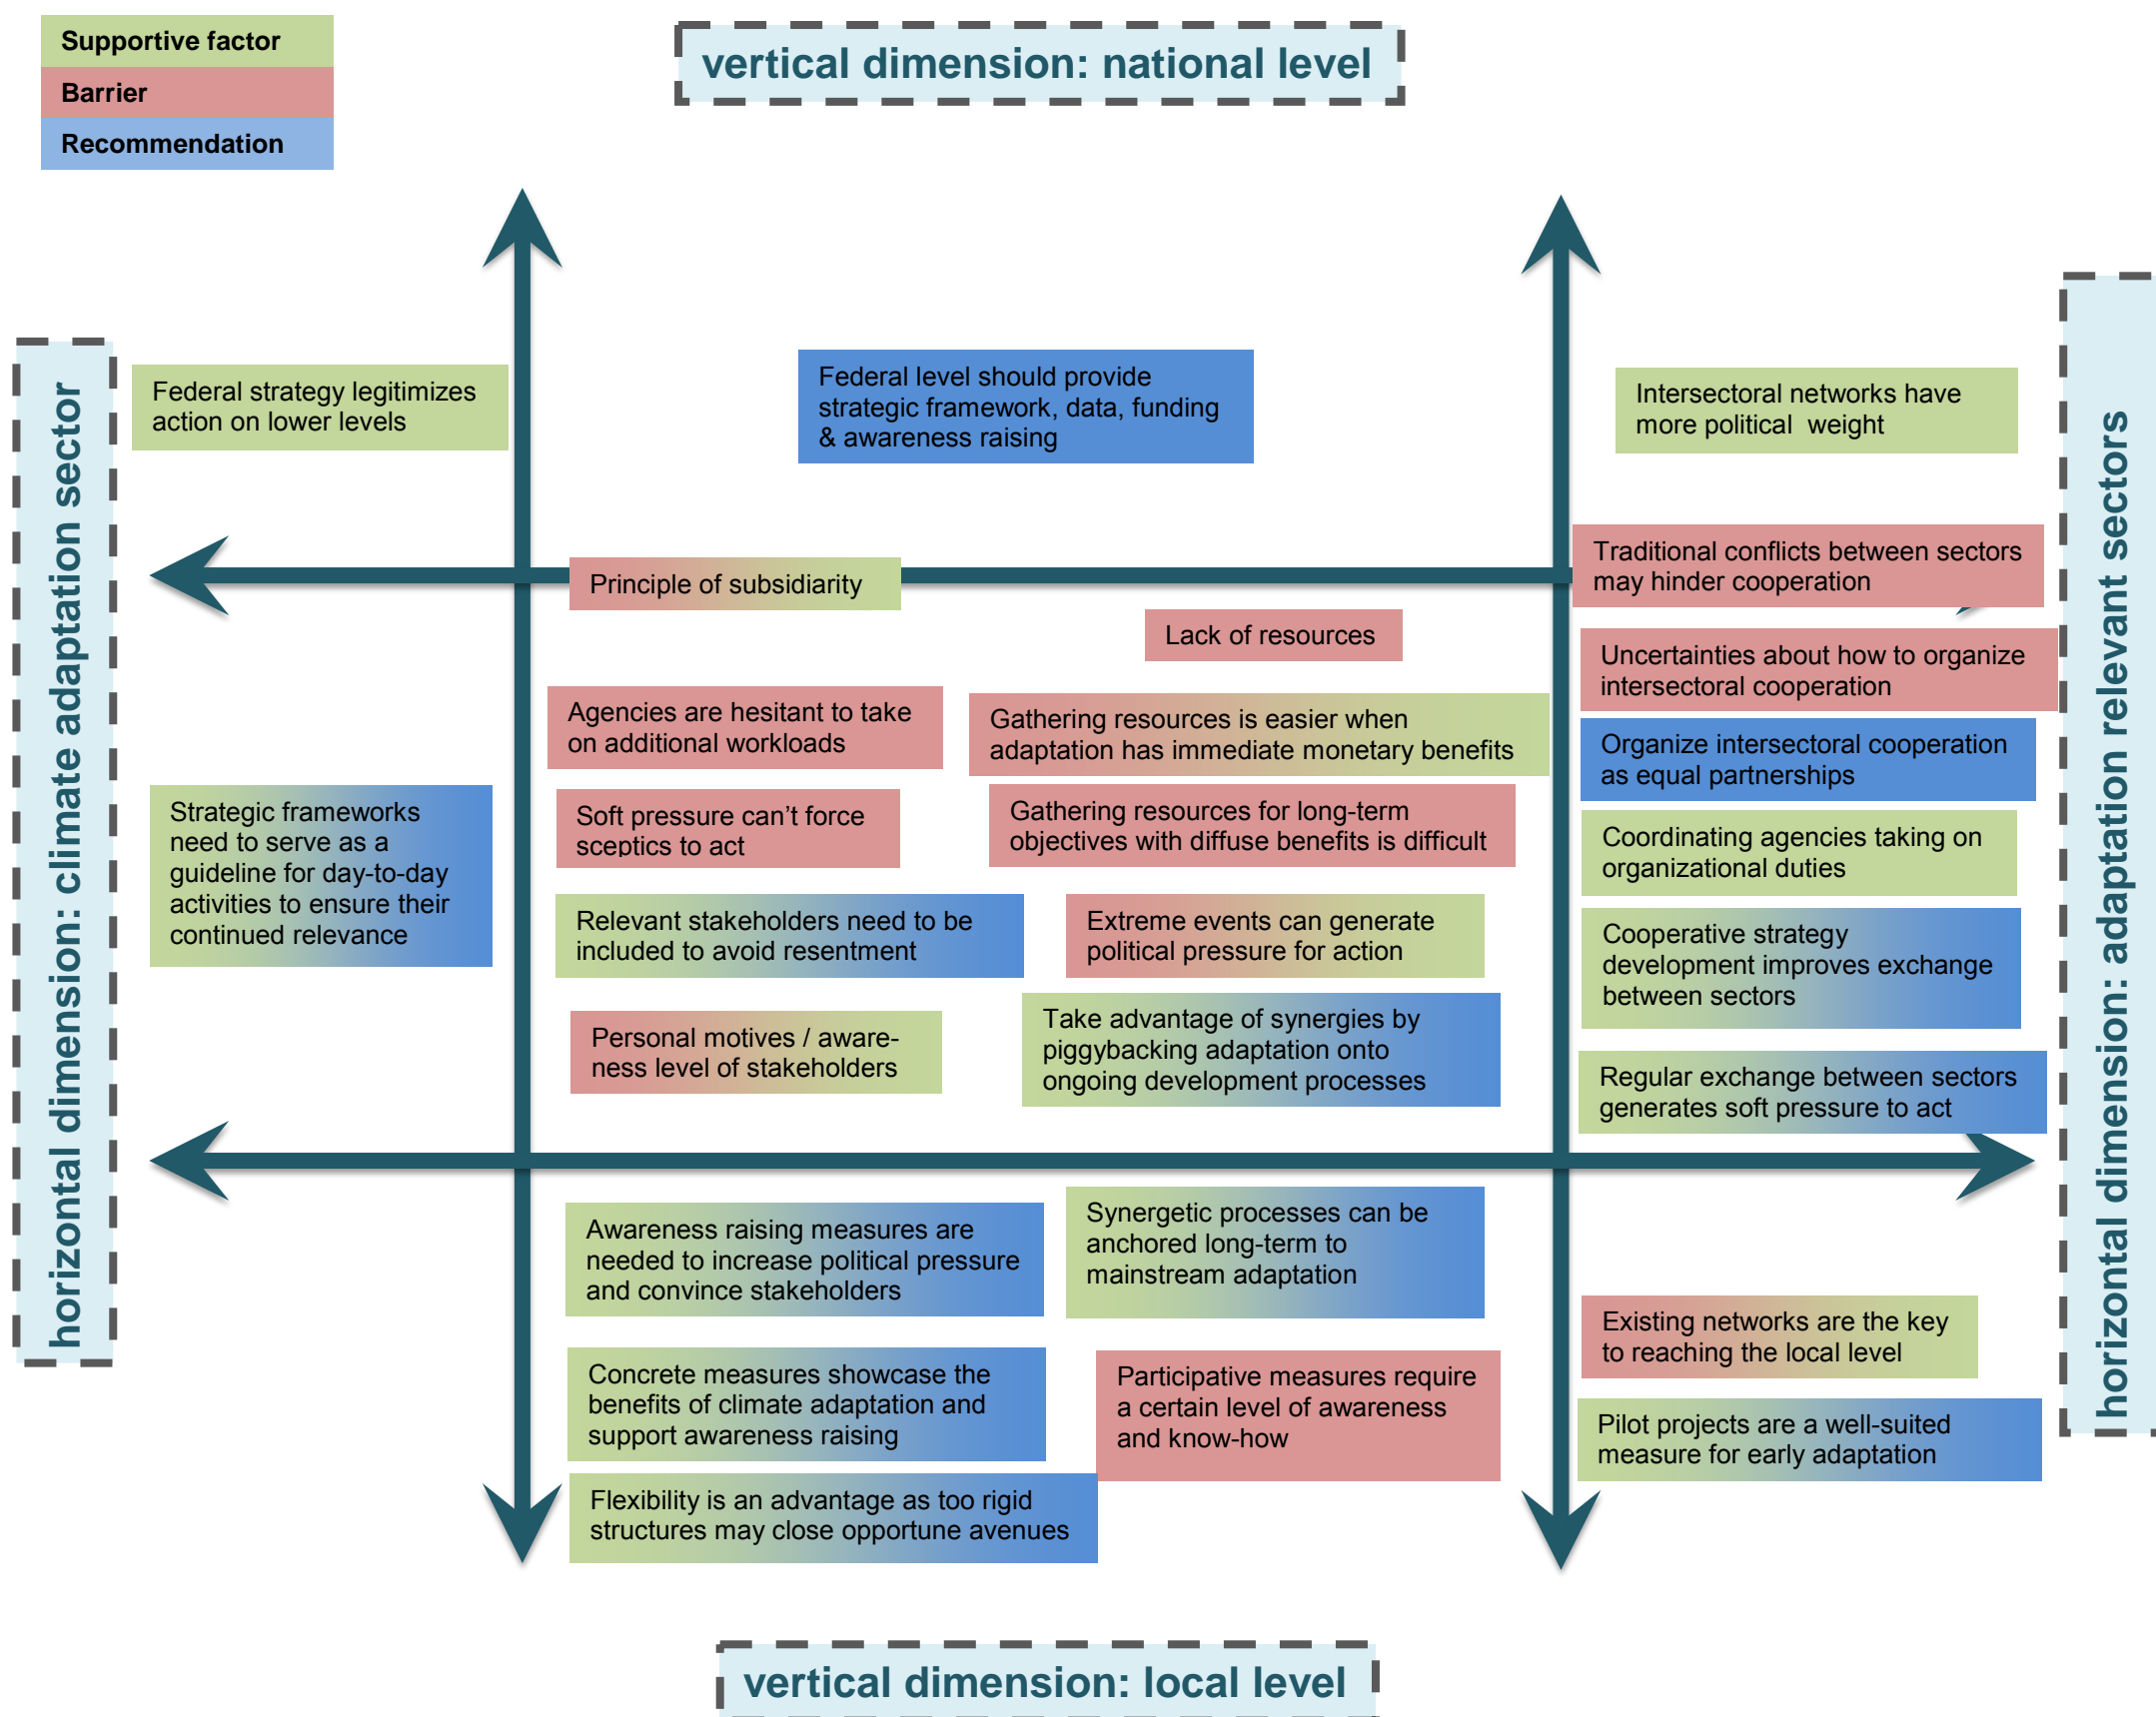 Supportive factor
Barrier
Recommendation
vertical dimension: national level
horizontal dimension: climate adaptation sector
horizontal dimension: adaptation relevant sectors
Federal strategy legitimizes
action on lower levels
Federal level should provide
strategic framework, data, funding
& awareness raising
Intersectoral networks have
more political weight
Principle of subsidiarity
Traditional conflicts between sectors
may hinder cooperation
Lack of resources
Uncertainties about how to organize
intersectoral cooperation
Agencies are hesitant to take
on additional workloads
Gathering resources is easier when
adaptation has immediate monetary benefits
Organize intersectoral cooperation
as equal partnerships
Strategic frameworks
need to serve as a
guideline for day-to-day
activities to ensure their
continued relevance
Soft pressure can’t force
sceptics to act
Gathering resources for long-term
objectives with diffuse benefits is difficult
Coordinating agencies taking on
organizational duties
Relevant stakeholders need to be
included to avoid resentment
Extreme events can generate
political pressure for action
Cooperative strategy
development improves exchange
between sectors
Personal motives / aware-
ness level of stakeholders
Take advantage of synergies by
piggybacking adaptation onto
ongoing development processes
Regular exchange between sectors
generates soft pressure to act
Awareness raising measures are
needed to increase political pressure
and convince stakeholders
Synergetic processes can be
anchored long-term to
mainstream adaptation
Existing networks are the key
to reaching the local level
Concrete measures showcase the
benefits of climate adaptation and
support awareness raising
Participative measures require
a certain level of awareness
and know-how
Pilot projects are a well-suited
measure for early adaptation
Flexibility is an advantage as too rigid
structures may close opportune avenues
vertical dimension: local level